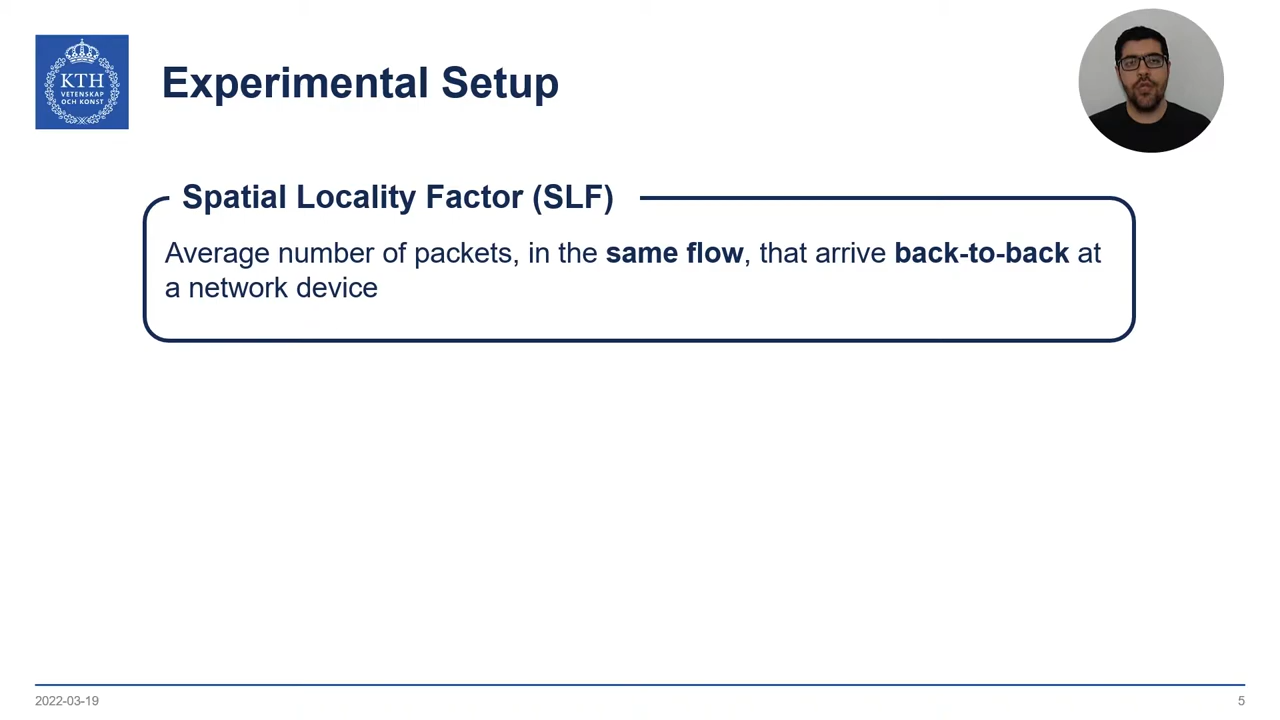 KTH
VETENSKAP
OCH KONST
Experimental Setup
Spatial Locality Factor (SLF)
Average number of packets, in the same flow, that arrive back-to-back at
a network device
2022-03-19
5